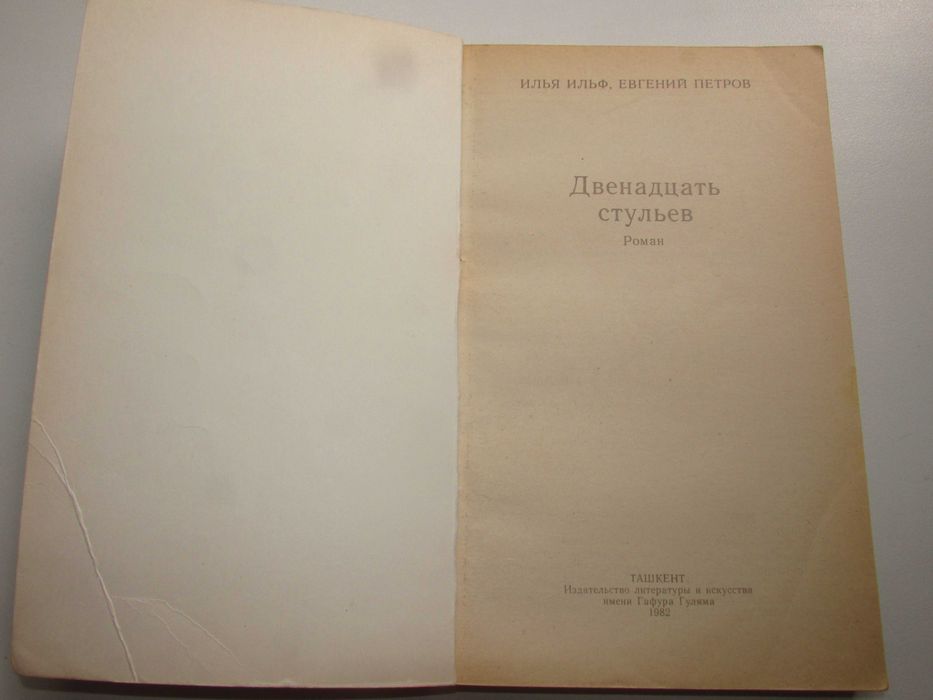 ИЛЬЯ ИЛЬФ, ЕВГЕНИЙ ПЕТРОВ
Двенадцать
стульев
Роман
ТАШКЕНТ
Издательство литературы и искусства
имени Гафура Гуляма
1982